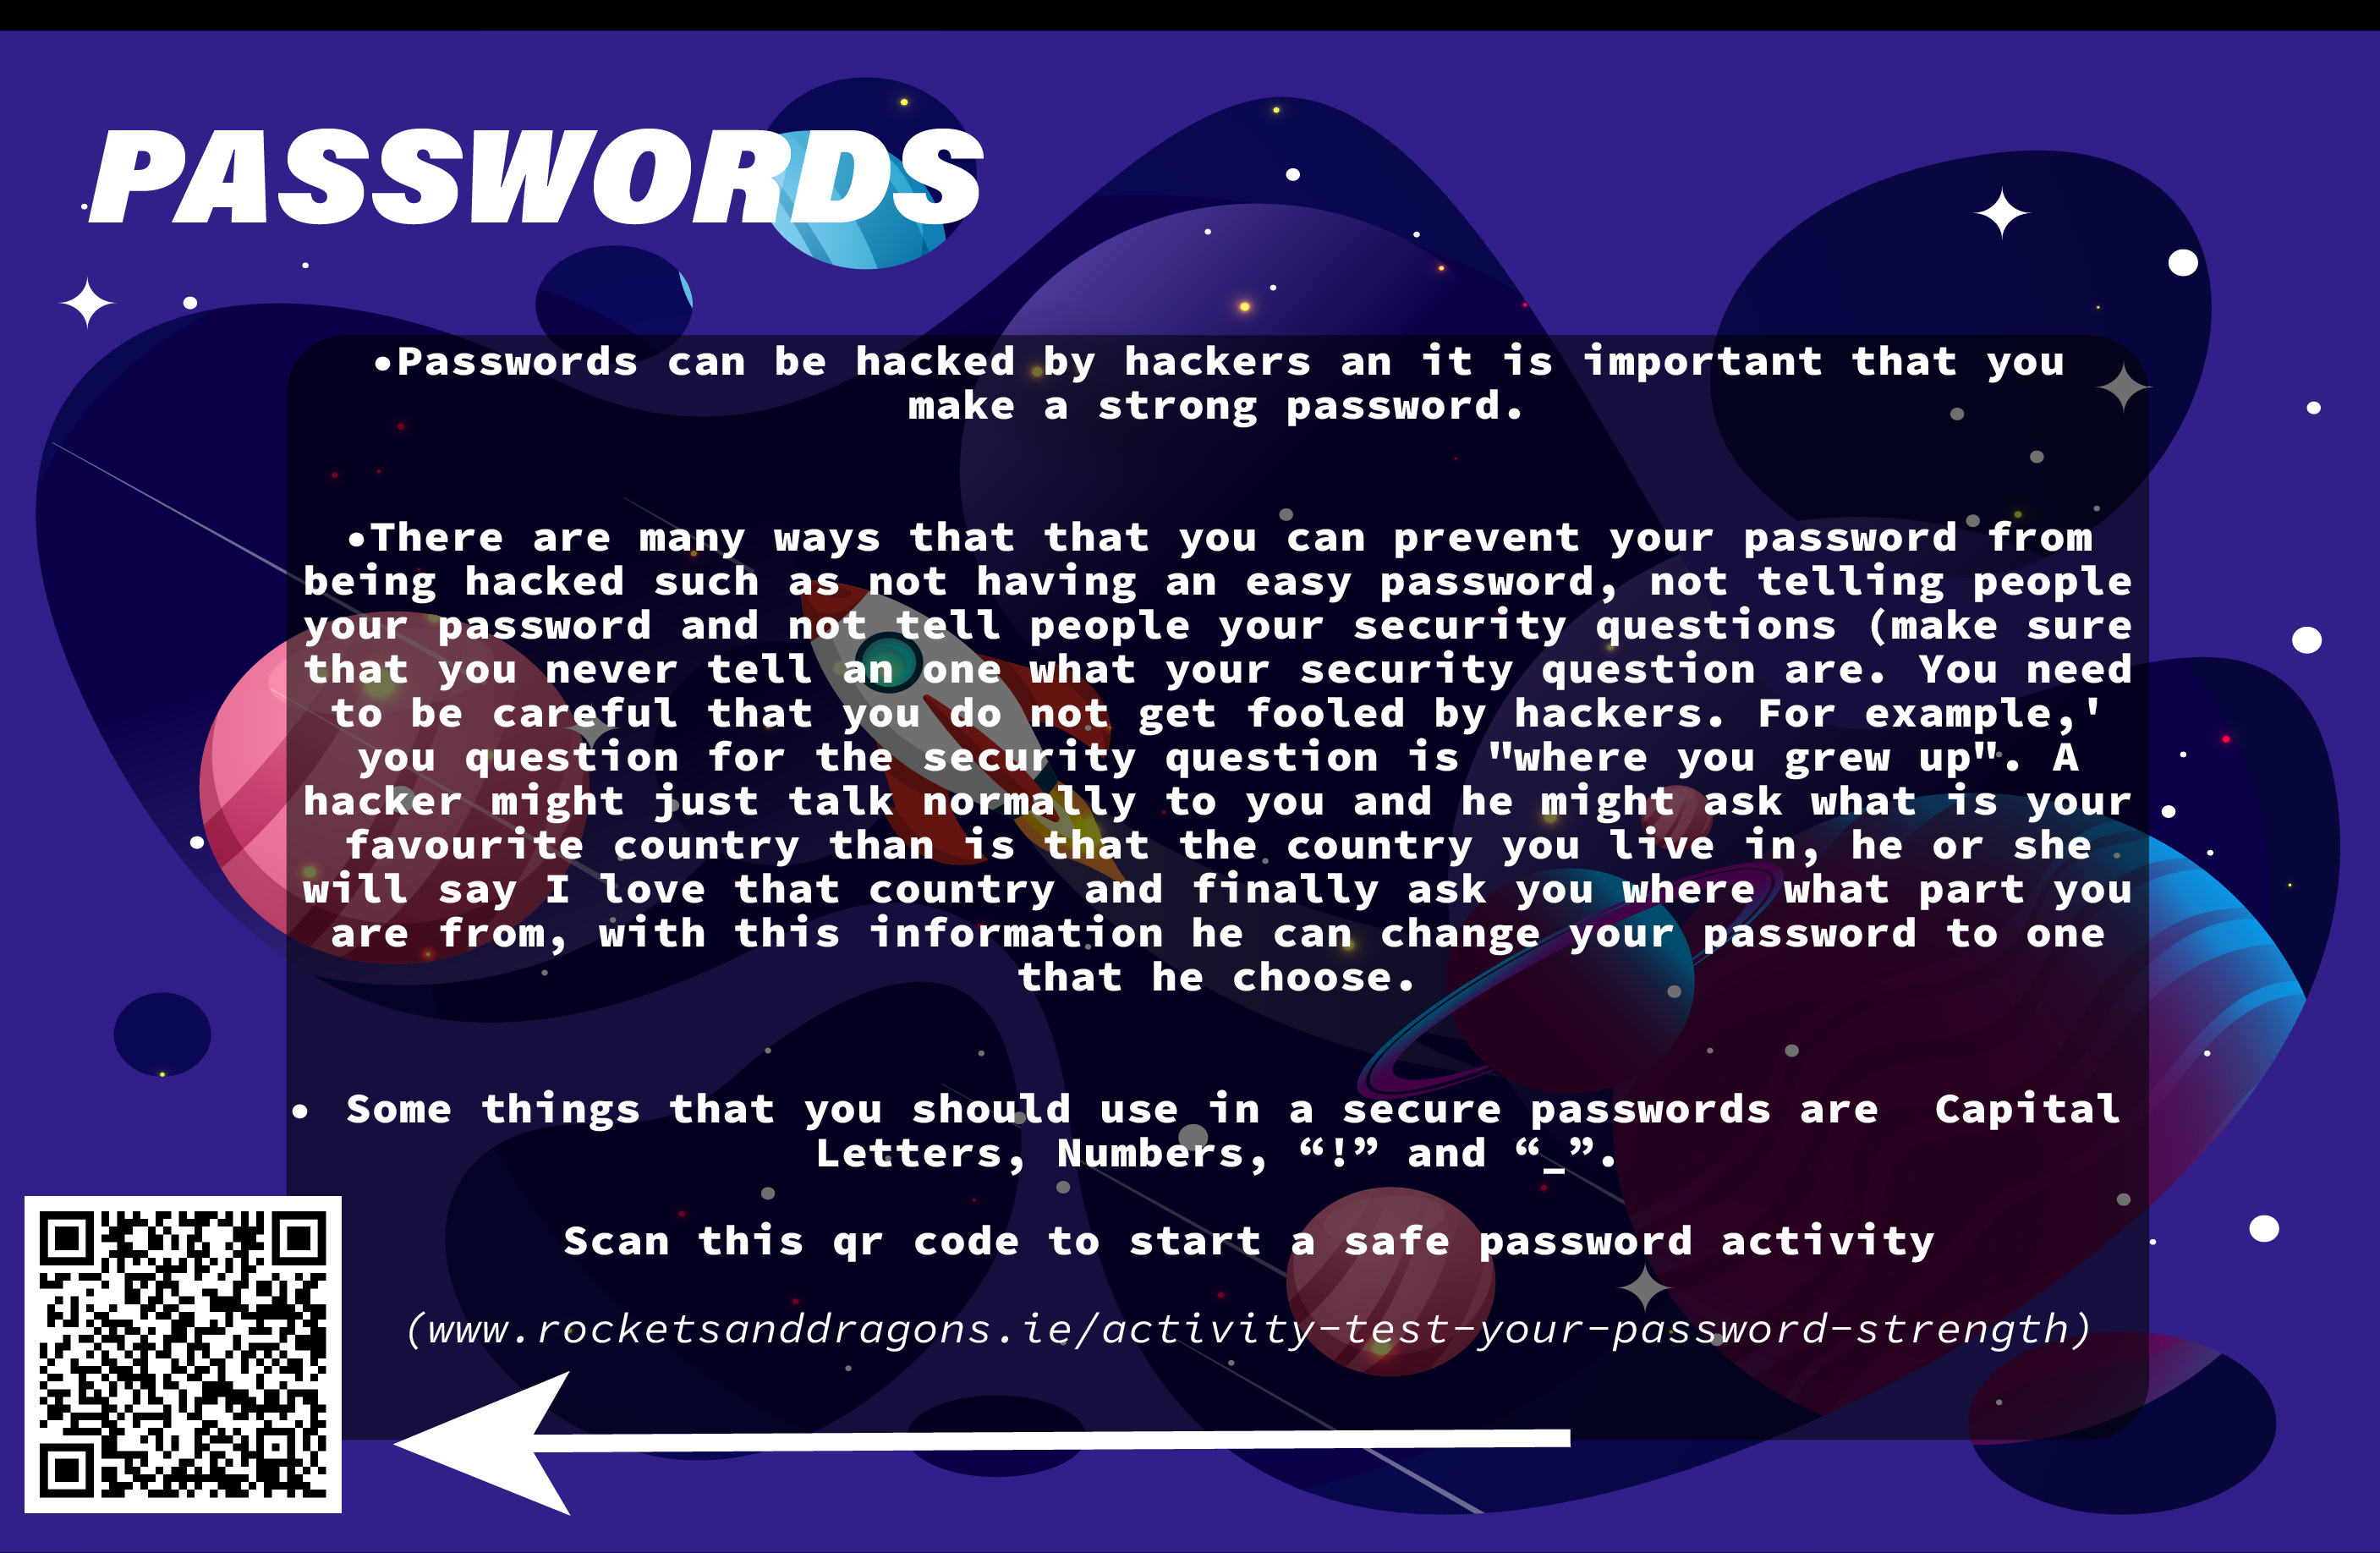 PASSWORDS
•Passwords can be hacked by hackers an it is important that you
make a strong password.
•There are many ways that that you can prevent your password from
being hacked such as not having an easy password, not telling people
your password and not tell people your security questions (make sure
that you never tell an one what your security question are. You need
to be careful that you do not get fooled by hackers. For example,'
you question for the security question is "where you grew up". A
hacker might just talk normally to you and he might ask what is your
favourite country than is that the country you live in, he or she
will say I love that country and finally ask you where what part you
are from, with this information he can change your password to one
that he choose.
• Some things that you should use in a secure passwords are  Capital
Letters, Numbers, “!” and “_”.
Scan this qr code to start a safe password activity
(www.rocketsanddragons.ie/activity-test-your-password-strength)